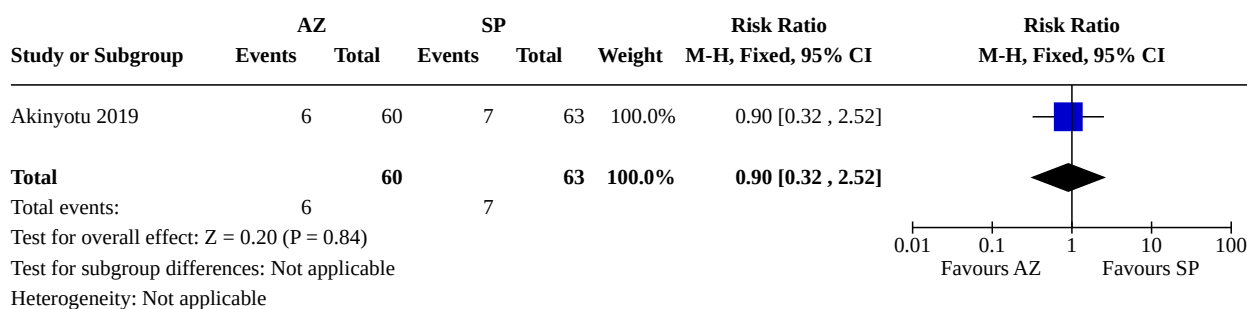 AZ SP Risk Ratio Risk Ratio
Study or Subgroup Events Total Events Total Weight M-H, Fixed, 95% CI M-H, Fixed, 95% CI
Akinyotu 2019 6 60 7 63 100.0% 0.90 [0.32 , 2.52]
Total 60 63 100.0% 0.90 [0.32 , 2.52]
Total events: 6 7
Test for overall effect: Z = 0.20 (P = 0.84)
Test for subgroup differences: Not applicable
Heterogeneity: Not applicable
0.01 0.1 1 10 100
Favours AZ Favours SP